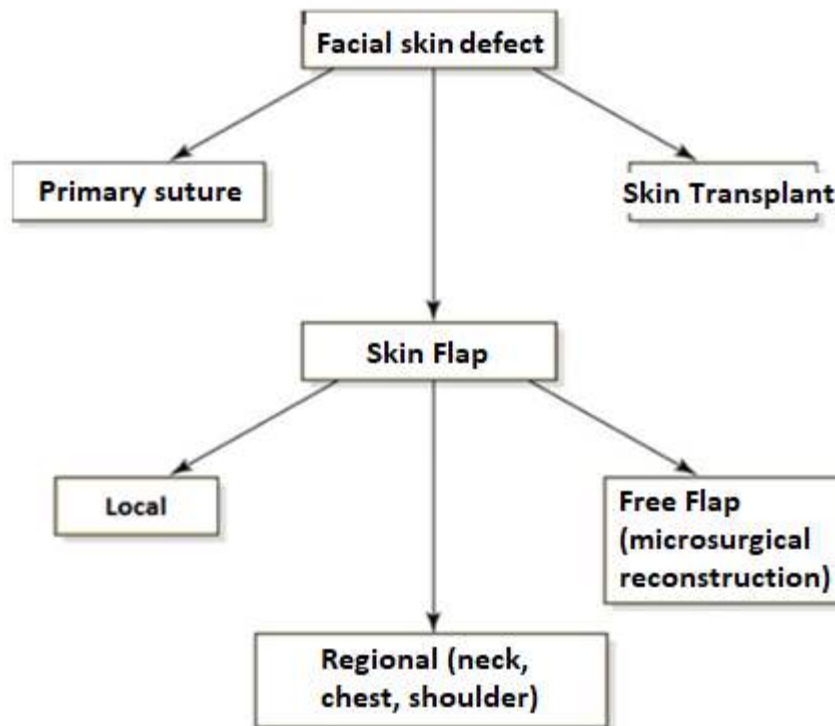 Facial skin defect
Primary suture
Skin Transplant
Skin Flap
Local
Free Flap
(microsurgical
reconstruction)
Regional (neck,
chest, shoulder)